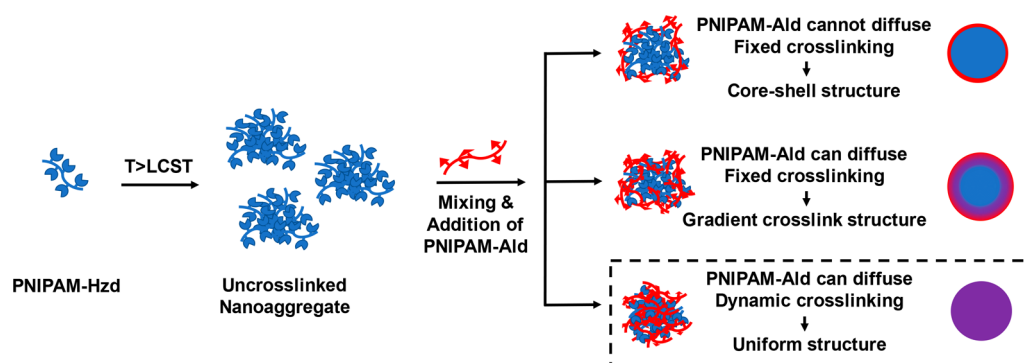 PNIPAM-Hzd
T>LCST
Uncrosslinked
Nanoaggregate
Mixing &
Addition of
PNIPAM-Ald
PNIPAM-Ald cannot diffuse
Fixed crosslinking
Core-shell structure
PNIPAM-Ald can diffuse
Fixed crosslinking
Gradient crosslink structure
PNIPAM-Ald can diffuse
Dynamic crosslinking
Uniform structure